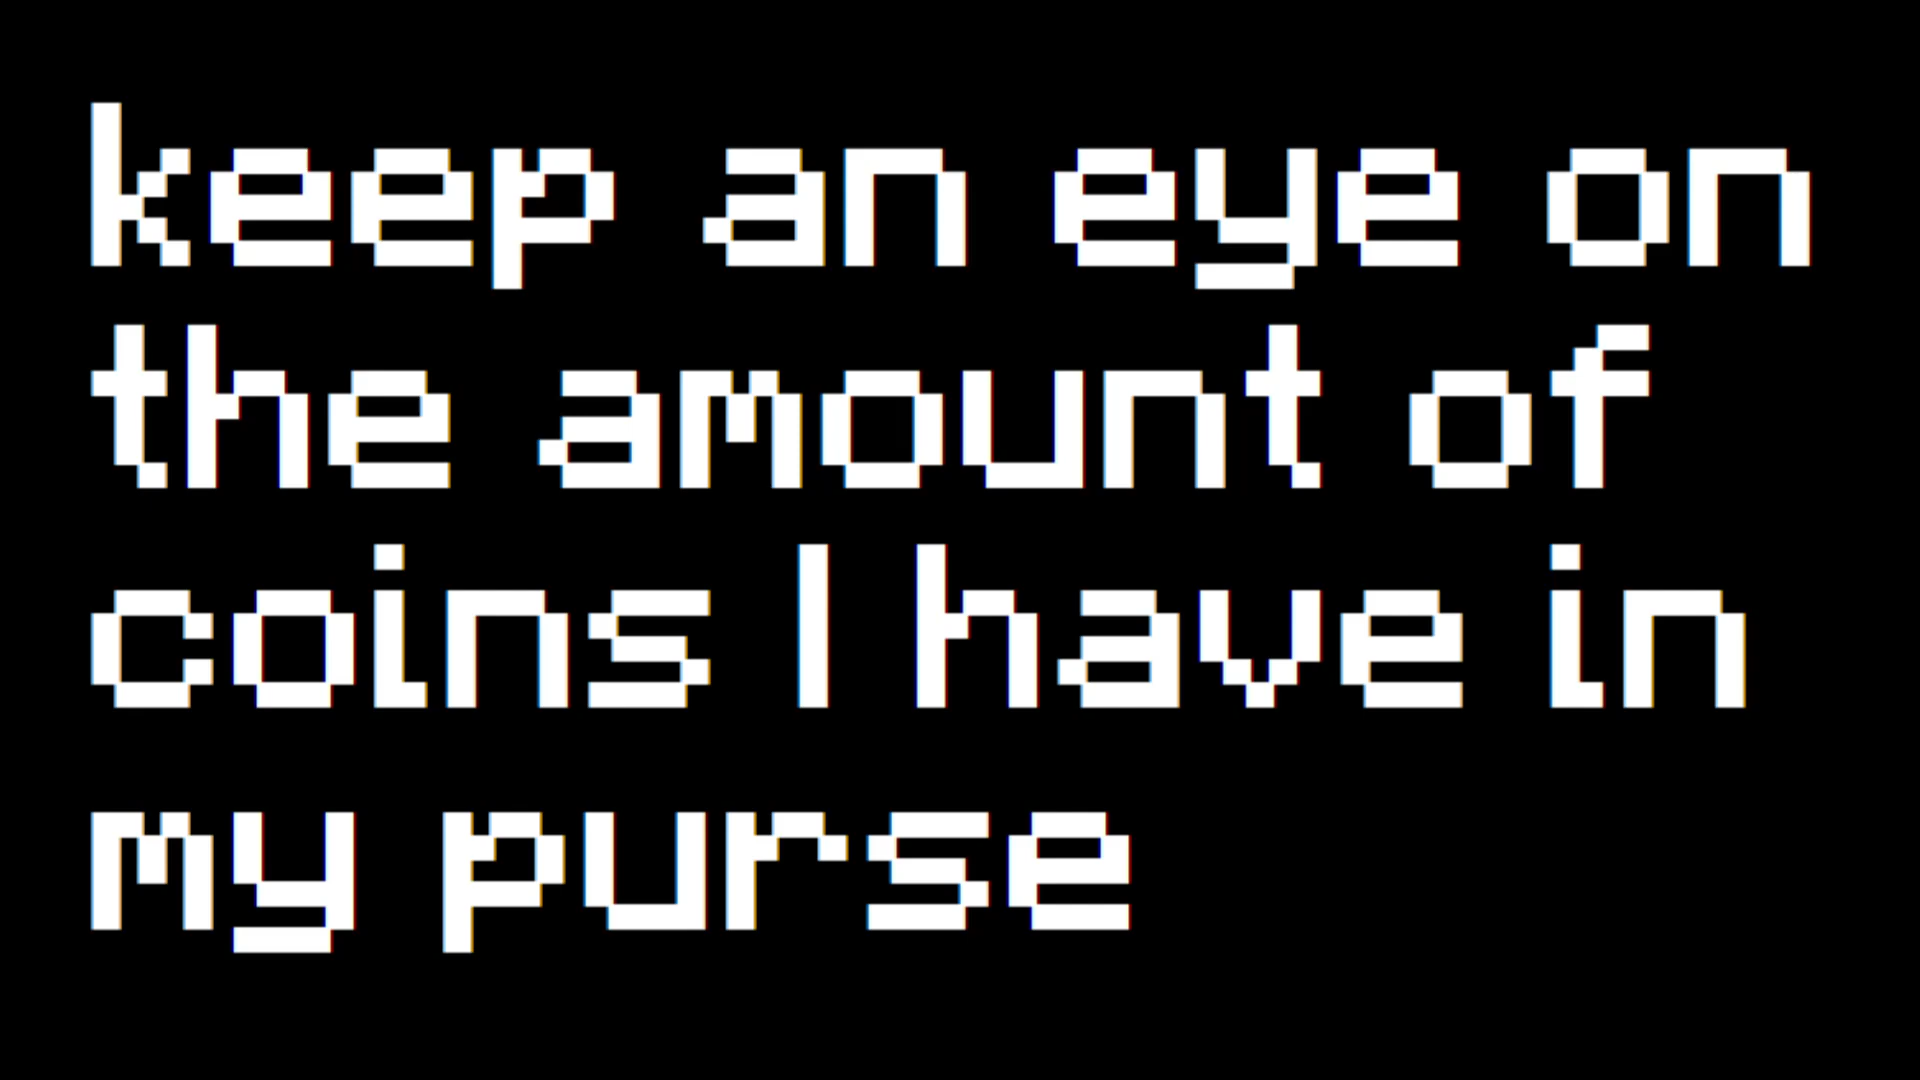 keep an eye on
the amount of
coins I have in
my purse